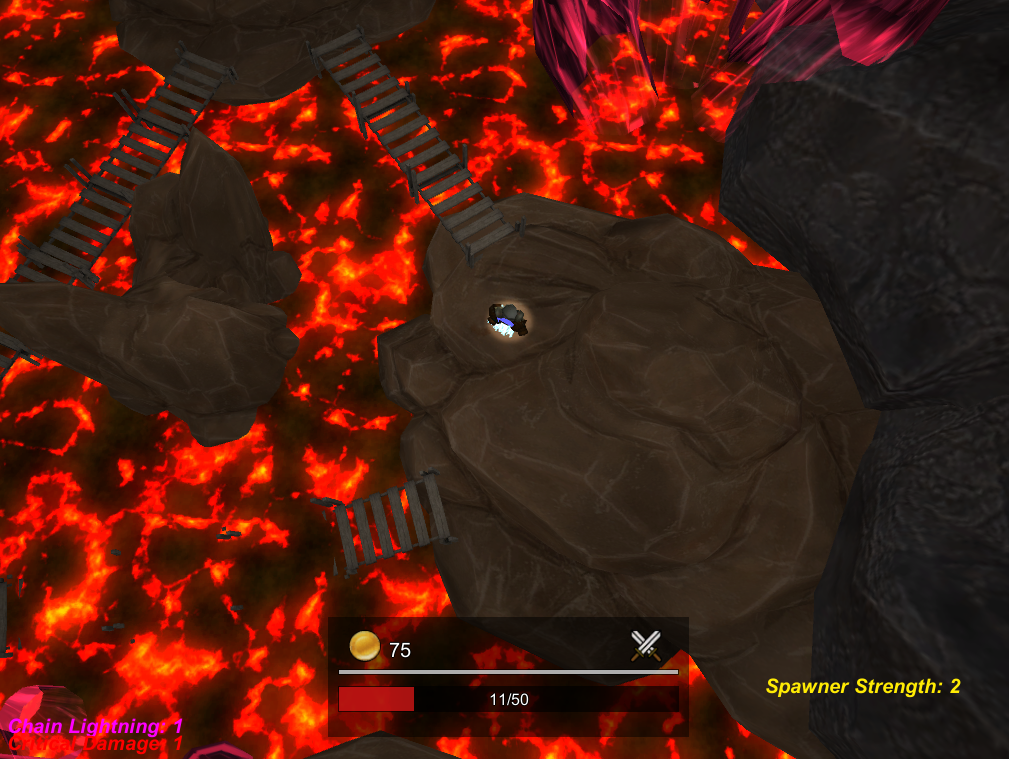 75
11/50
Spawner Strength: 2
Chain Lightning: 1
Critical Damage: 1